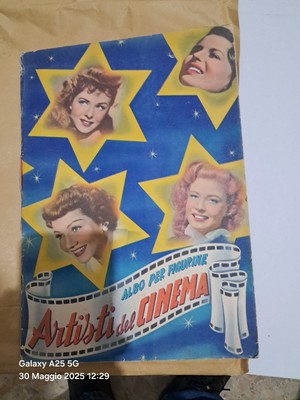 ALBO PER FIGURINE
Artisti del CINEMA
Galaxy A25 5G
30 Maggio 2025 12:29